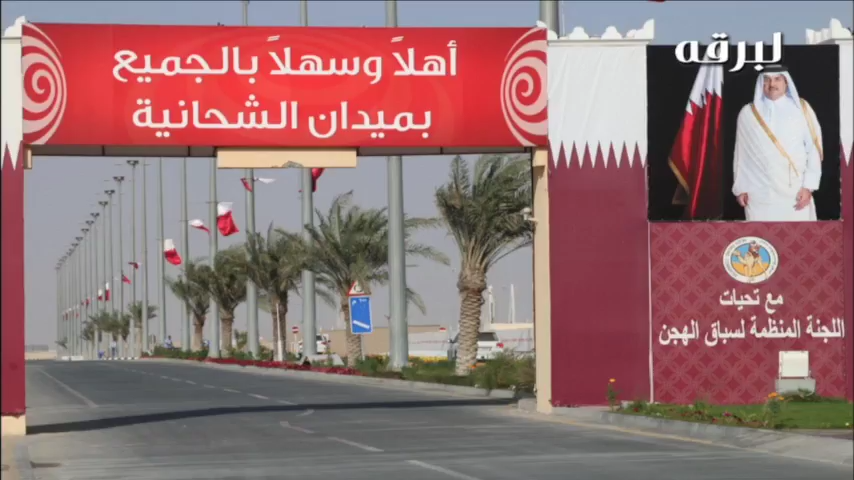 أهلاً وسهلاً بالجميع
بميدان الشحانية
لبرقه
مع تحيات
اللجنة المنظمة لسباق الهجن